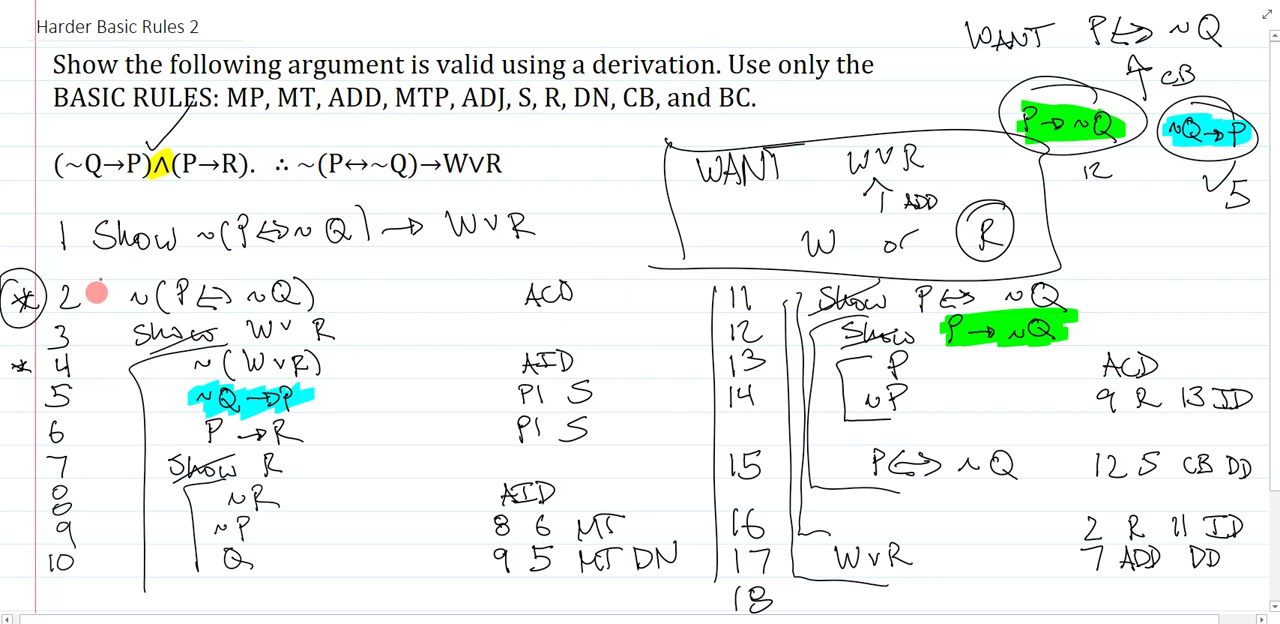 Harder Basic Rules 2
Show the following argument is valid using a derivation. Use only the
BASIC RULES: MP, MT, ADD, MTP, ADJ, S, R, DN, CB, and BC.
(~Q→P)∧(P→R). ∴ ~(P↔~Q)→W∨R
WANT P↔~Q
↑ CB
P→~Q ~Q→P
12 ✓5
WANT W∨R
↑ ADD
W or R
1 Show ~(P↔~Q)→ W∨R
* 2 ~(P↔~Q) ACD
3 Show W∨R
* 4 ~(W∨R) AID
5 ~Q→P P1 S
6 P→R P1 S
7 Show R
8 ~R AID
9 ~P 8 6 MT
10 Q 9 5 MT DN
11 Show P↔~Q
12 Show P→~Q
13 P ACD
14 ~P 9 R 13 ID
15 P↔~Q 12 5 CB DD
16 2 R 11 ID
17 W∨R 7 ADD DD
18